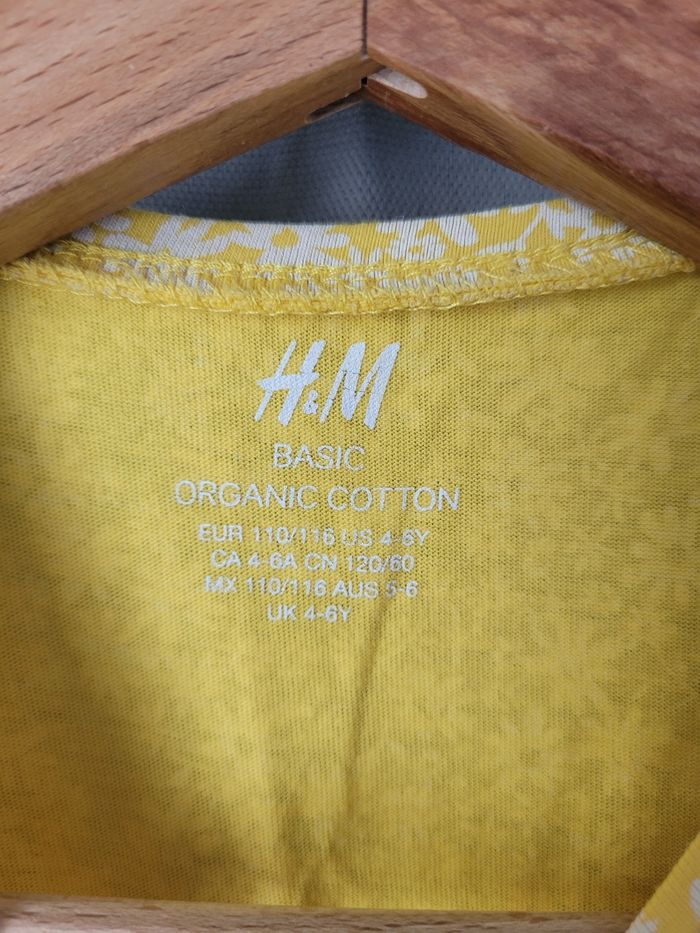 H&M
BASIC
ORGANIC COTTON
EUR 110/116 US 4-6Y
CA 4-6A CN 120/60
MX 110/116 AUS 5-6
UK 4-6Y